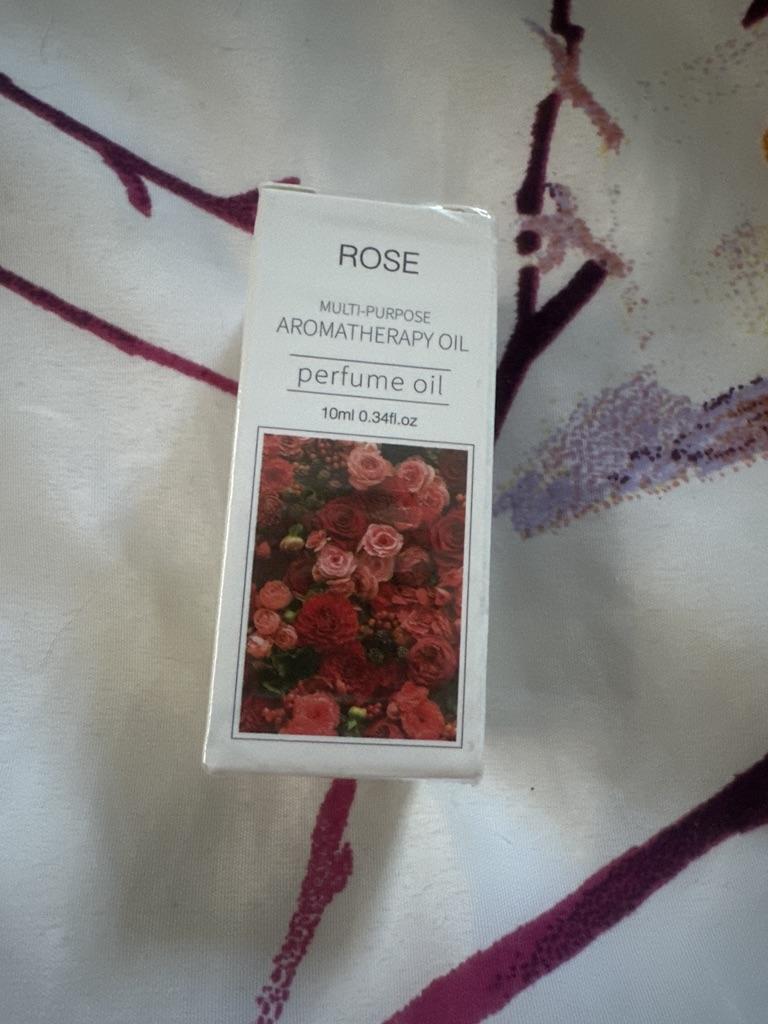 ROSE
MULTI-PURPOSE
AROMATHERAPY OIL
perfume oil
10ml 0.34fl.oz